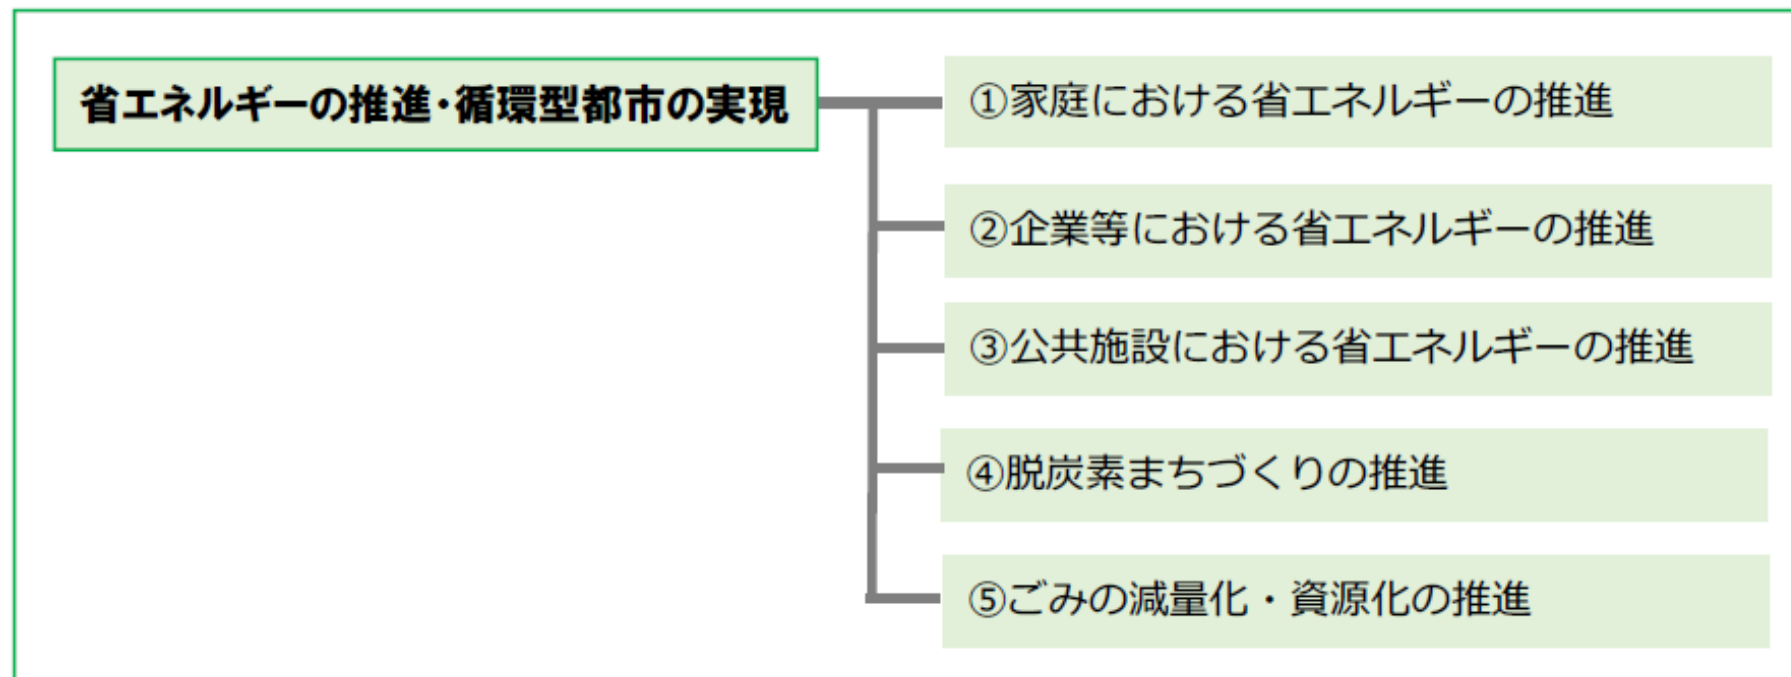 省エネルギーの推進・循環型都市の実現
①家庭における省エネルギーの推進
②企業等における省エネルギーの推進
③公共施設における省エネルギーの推進
④脱炭素まちづくりの推進
⑤ごみの減量化・資源化の推進